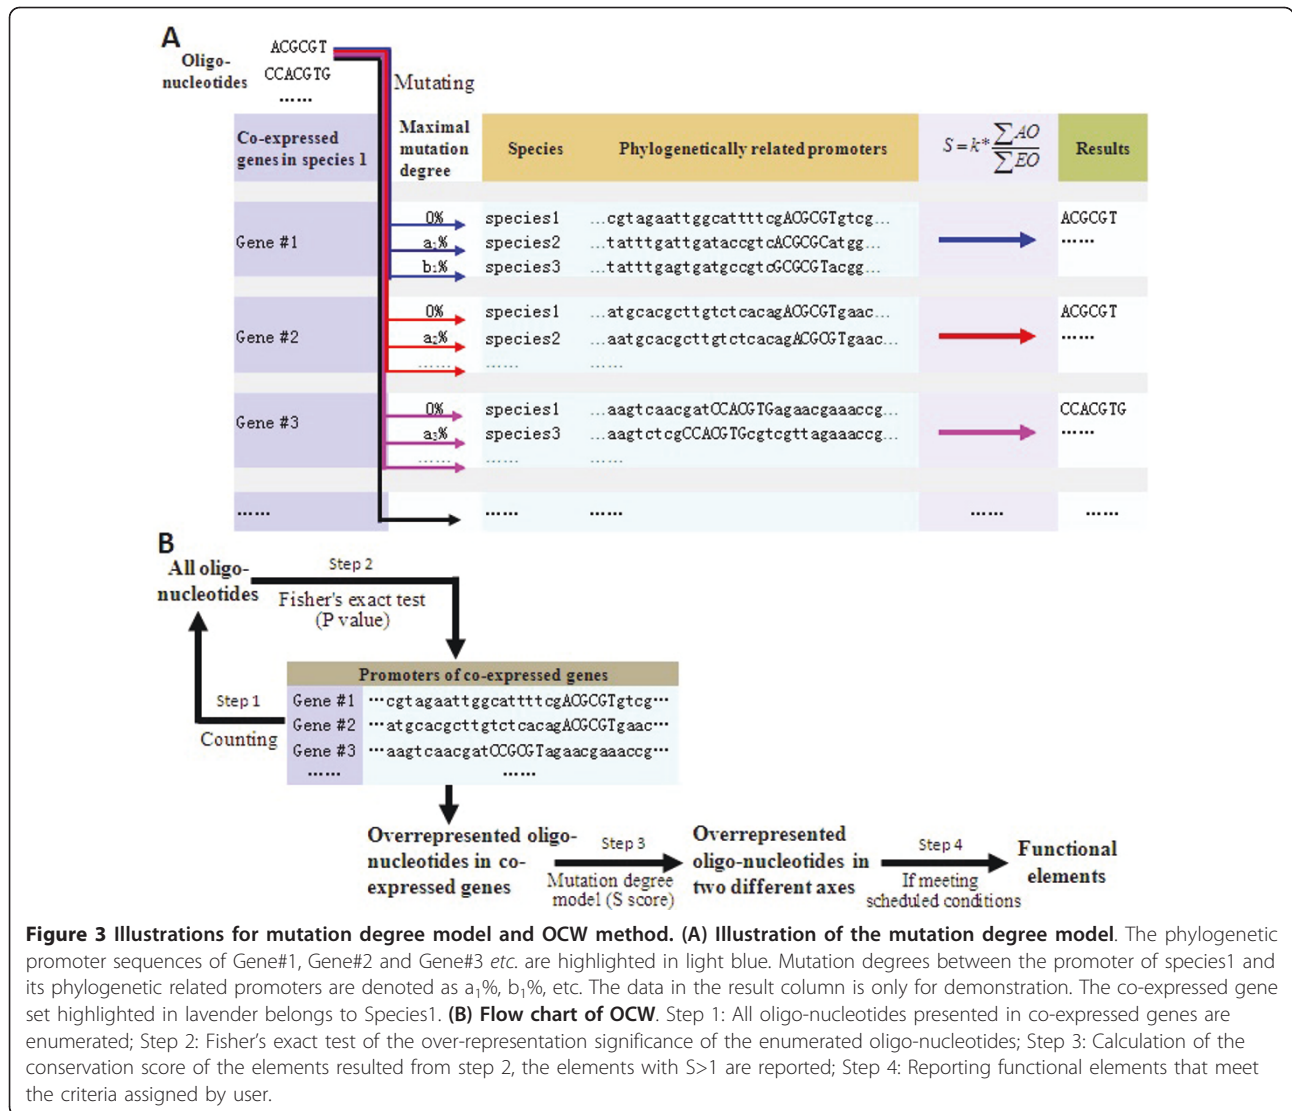 A
Oligo-
nucleotides
ACGCGT
CCACGTG
……
Mutating
Co-expressed
genes in species 1
Maximal
mutation
degree
Species
Phylogenetically related promoters
S = k* ∑AO / ∑EO
Results
Gene #1
0% species1 ...cgtagaattggcattttcgACGCGTgtcg... ACGCGT
a₁% species2 ...tatttgattgataccgtcACGCGCatgg... ……
b₁% species3 ...tatttgagtgatgccgtcGCGCGTacgg...
Gene #2
0% species1 ...atgcacgcttgtctcacagACGCGTgaac... ACGCGT
a₂% species2 ...aatgcacgcttgtctcacagACGCGTgaac... ……
…… …… ……
Gene #3
0% species1 ...aagtcaacgatCCACGTGagaacgaaaccg... CCACGTG
a₃% species3 ...aagtctcgCCACGTGcgtcgttagaaaccg... ……
…… …… ……
…… …… …… …… ……
B
All oligo-
nucleotides
Step 2
Fisher's exact test
(P value)
Step 1
Counting
Promoters of co-expressed genes
Gene #1 ···cgtagaattggcattttcgACGCGTgtcg···
Gene #2 ···atgcacgcttgtctcacagACGCGTgaac···
Gene #3 ···aagtcaacgatCCGCGTagaacgaaaccg···
…… ……
Overrepresented oligo-
nucleotides in co-
expressed genes
Step 3
Mutation degree
model (S score)
Overrepresented
oligo-nucleotides in
two different axes
Step 4
If meeting
scheduled conditions
Functional
elements
Figure 3 Illustrations for mutation degree model and OCW method. (A) Illustration of the mutation degree model. The phylogenetic
promoter sequences of Gene#1, Gene#2 and Gene#3 etc. are highlighted in light blue. Mutation degrees between the promoter of species1 and
its phylogenetic related promoters are denoted as a₁%, b₁%, etc. The data in the result column is only for demonstration. The co-expressed gene
set highlighted in lavender belongs to Species1. (B) Flow chart of OCW. Step 1: All oligo-nucleotides presented in co-expressed genes are
enumerated; Step 2: Fisher's exact test of the over-representation significance of the enumerated oligo-nucleotides; Step 3: Calculation of the
conservation score of the elements resulted from step 2, the elements with S>1 are reported; Step 4: Reporting functional elements that meet
the criteria assigned by user.